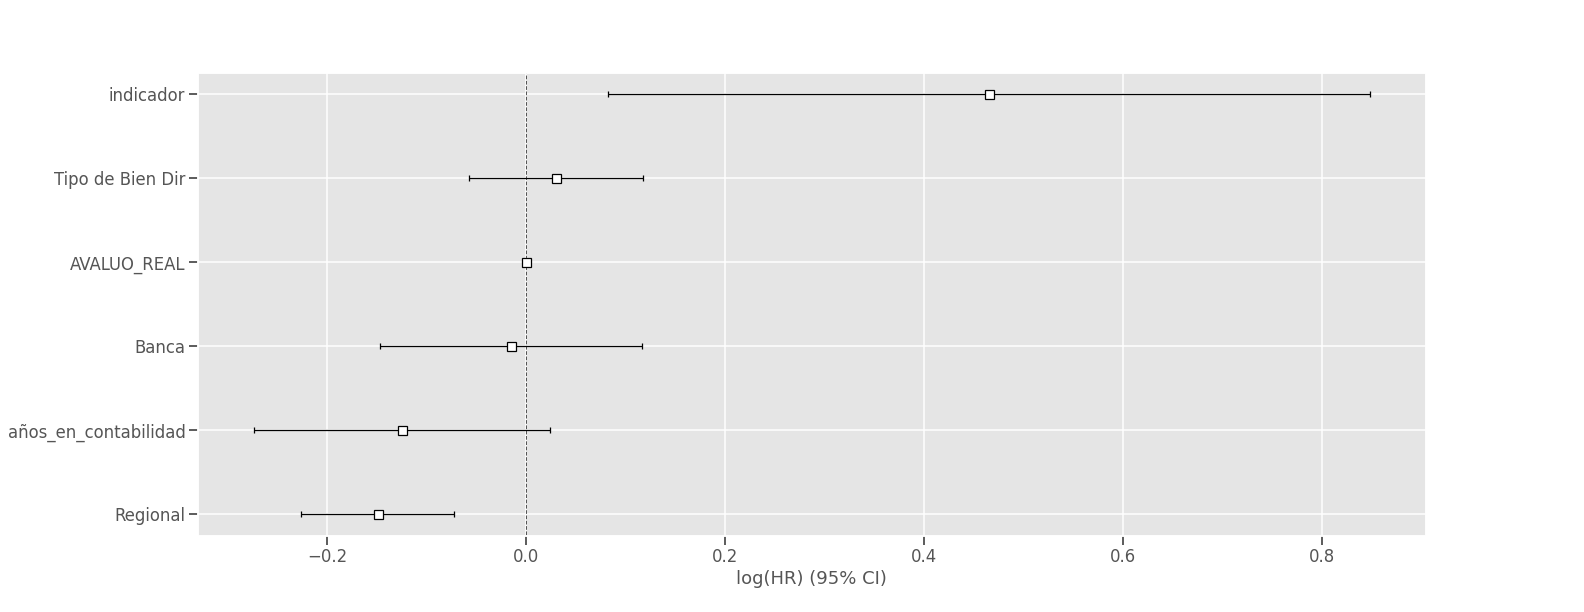 indicador
Tipo de Bien Dir
AVALUO_REAL
Banca
años_en_contabilidad
Regional
−0.2 0.0 0.2 0.4 0.6 0.8
log(HR) (95% CI)